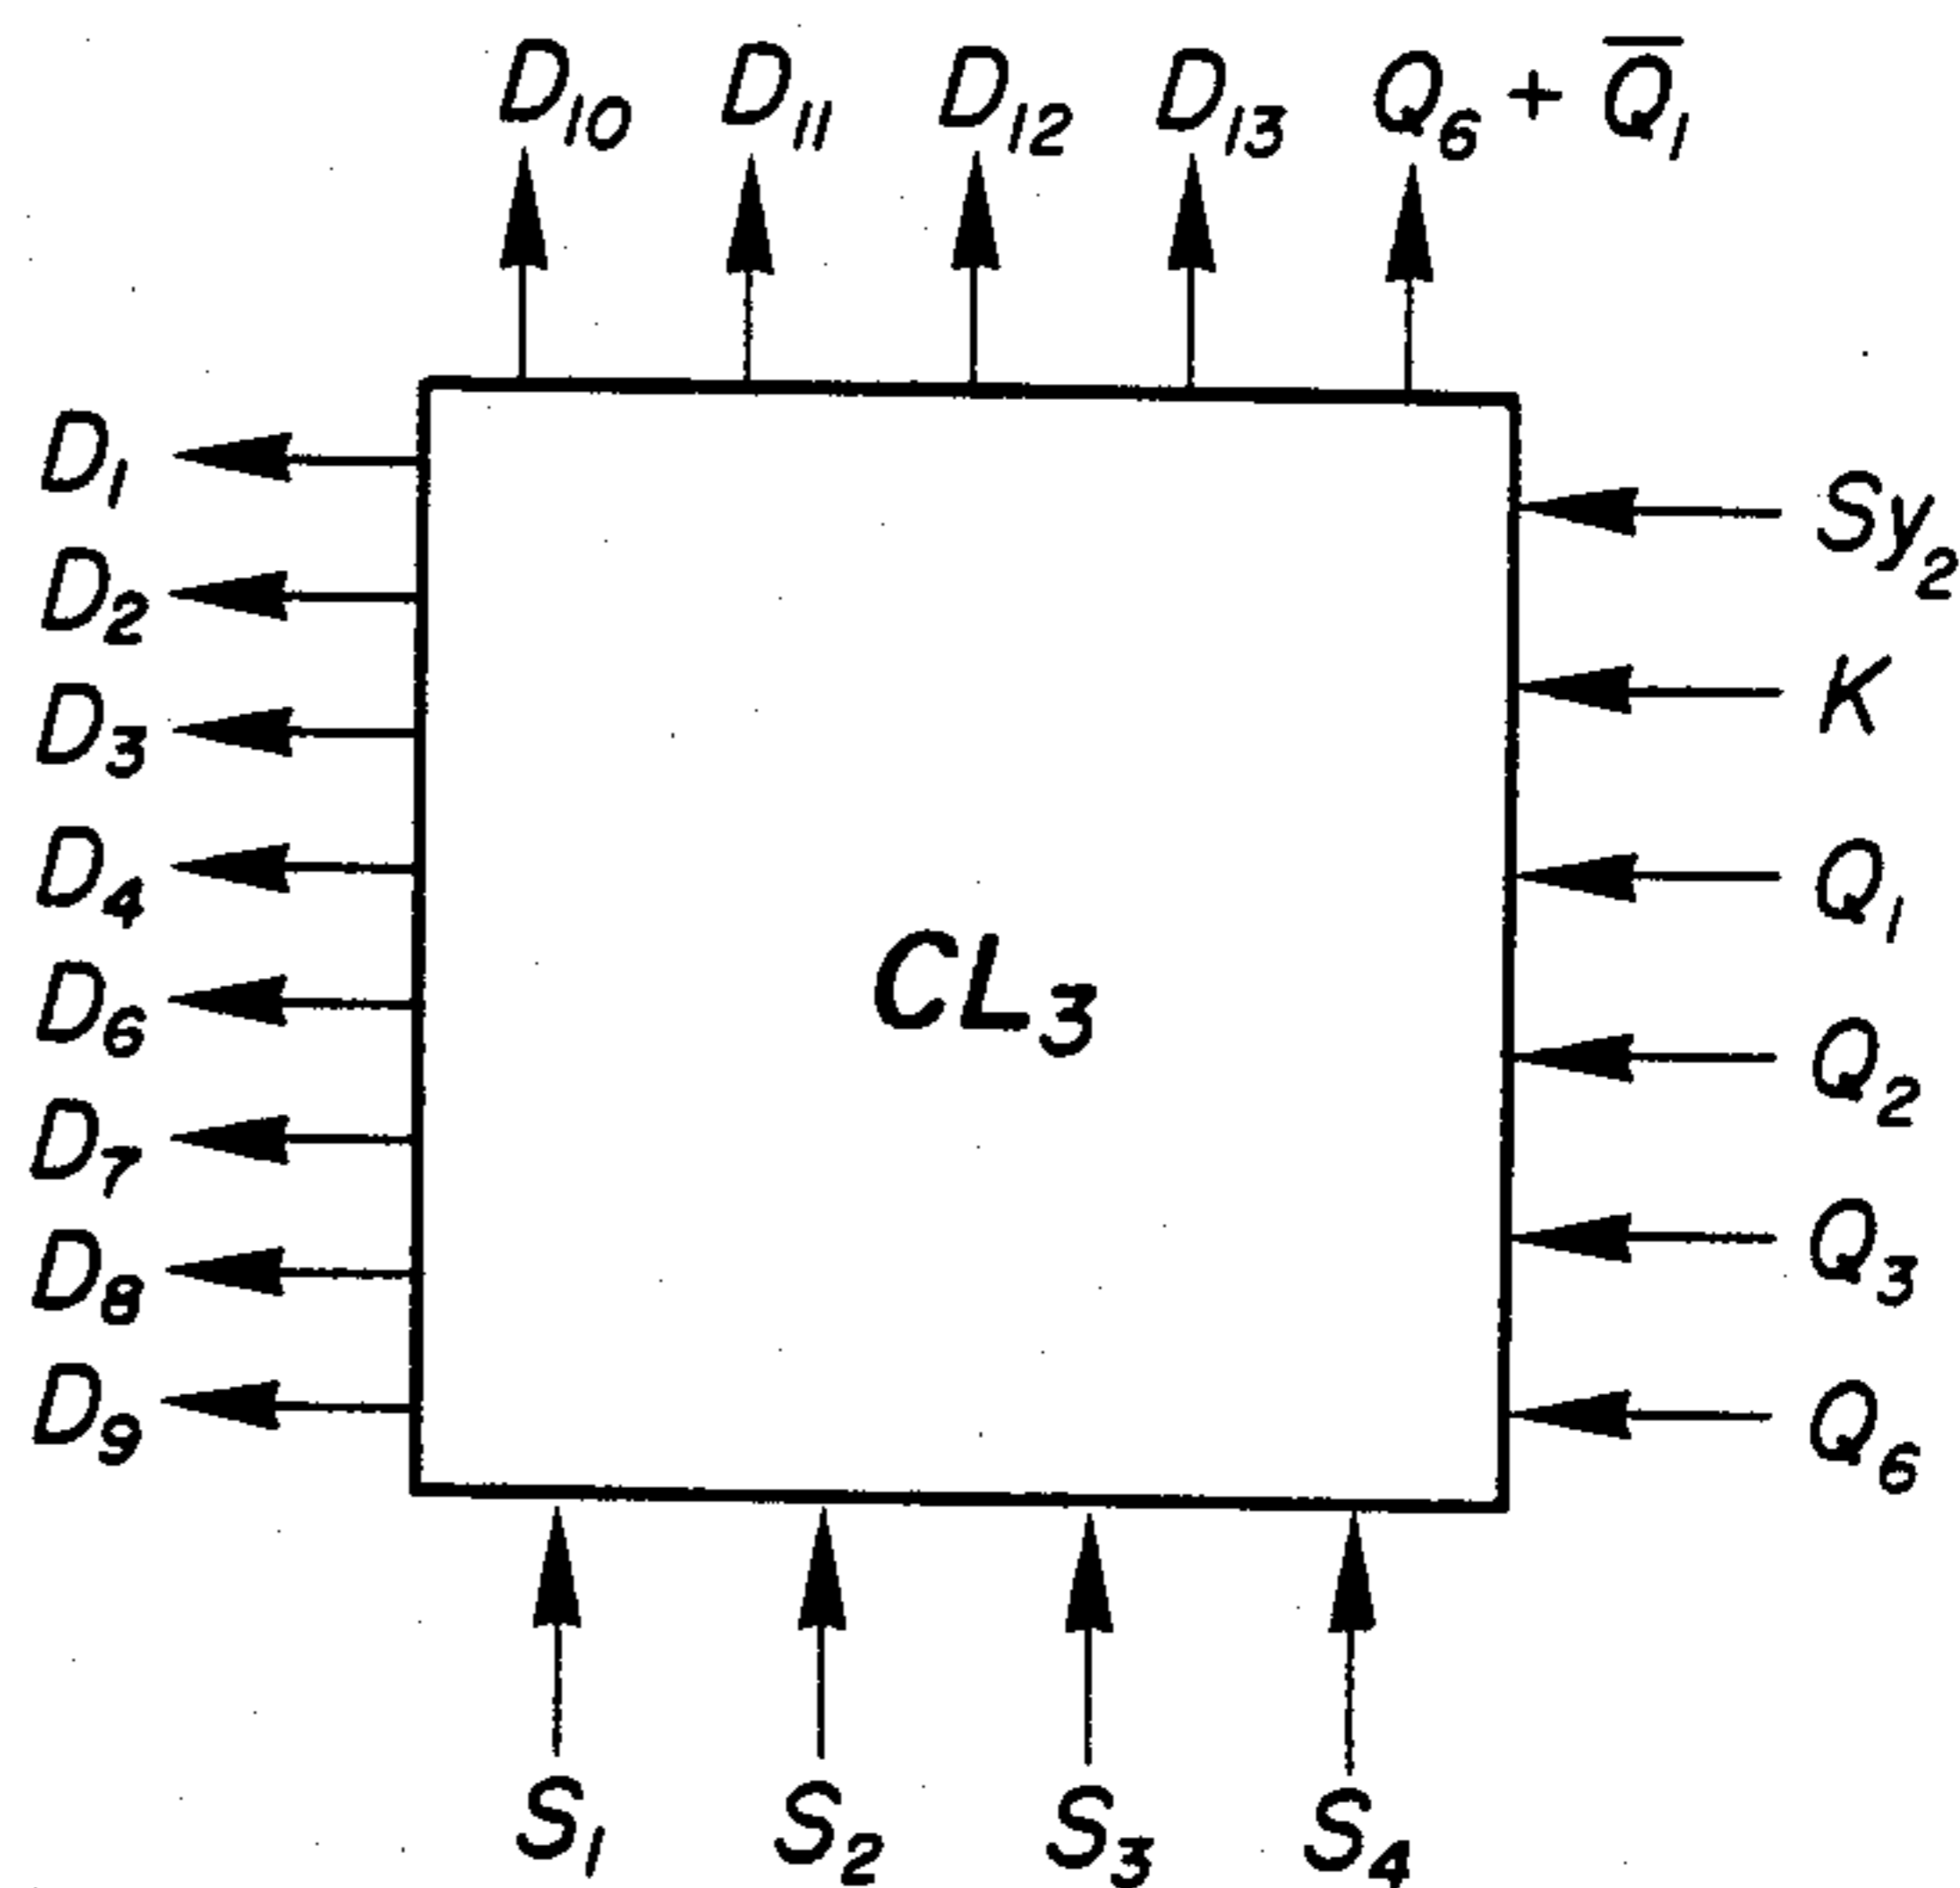 D₁₀ D₁₁ D₁₂ D₁₃ Q₆ + Q̅₁
D₁
Sy₂
D₂
D₃
K
D₄
Q₁
D₆
CL₃
Q₂
D₇
D₈
Q₃
D₉
Q₆
S₁ S₂ S₃ S₄